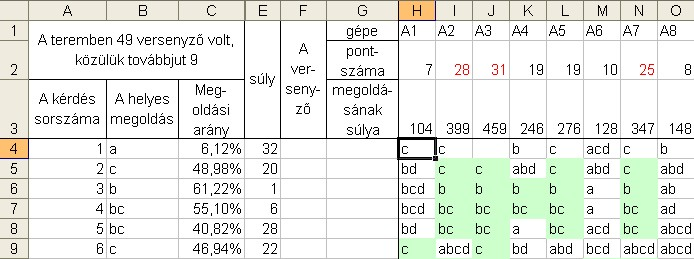 A B C E F G H I J K L M N O
1 A teremben 49 versenyző volt, közülük továbbjut 9 súly A ver-seny-ző gépe A1 A2 A3 A4 A5 A6 A7 A8
2 pont-száma 7 28 31 19 19 10 25 8
3 A kérdés sorszáma A helyes megoldás Meg-oldási arány megoldá-sának súlya 104 399 459 246 276 128 347 148
4 1 a 6,12% 32 c c b c acd c b
5 2 c 48,98% 20 bd c c abd c abd c abd
6 3 b 61,22% 1 bcd b b b b a b ab
7 4 bc 55,10% 6 bcd bc bc bc bc a bc ad
8 5 bc 40,82% 28 bd bc bc a bc acd bc abd
9 6 c 46,94% 22 c abcd c bd abd bcd abcd abcd